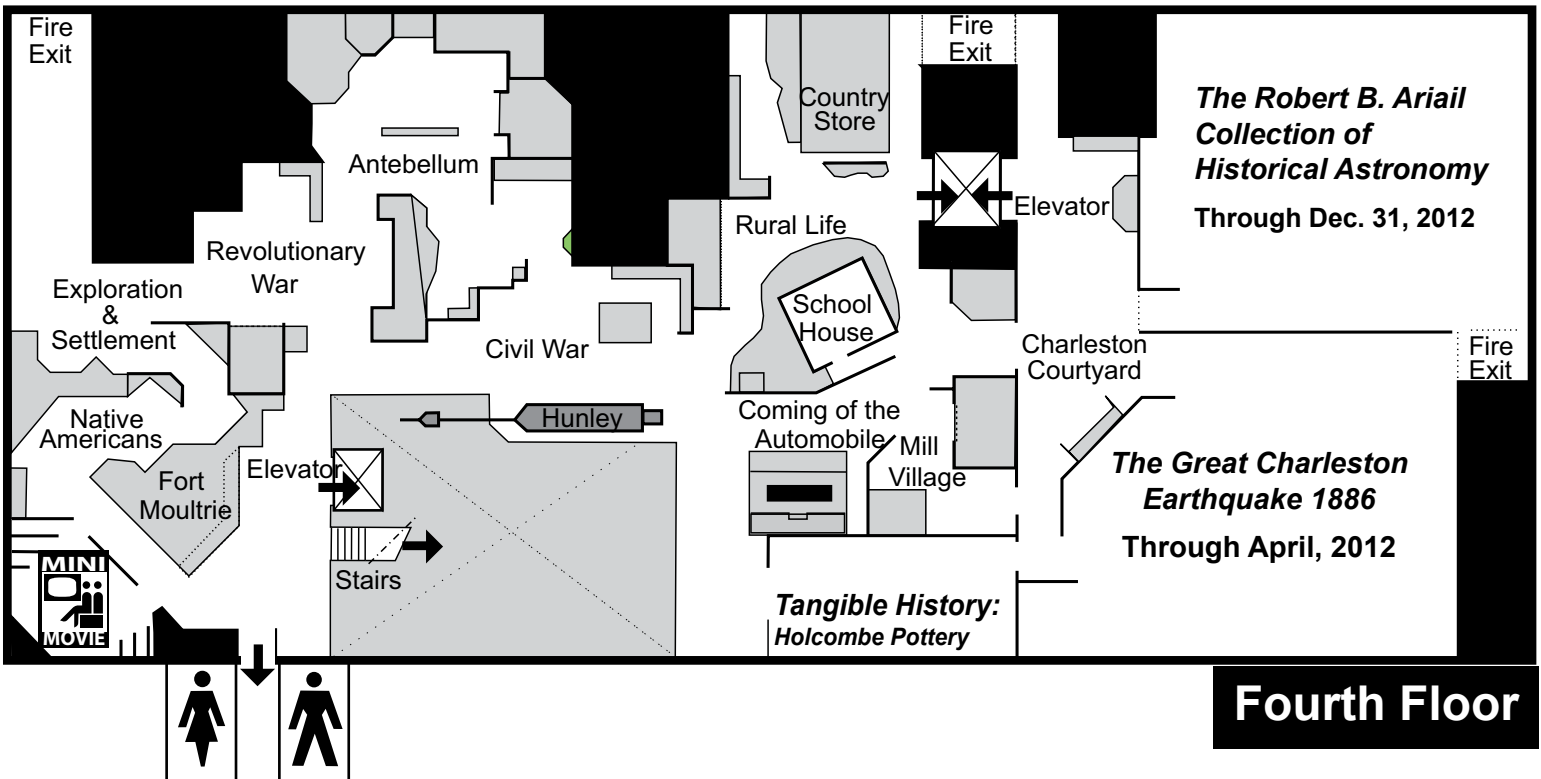 Fire
Exit
Fire
Exit
Country
Store
The Robert B. Ariail
Collection of
Historical Astronomy
Through Dec. 31, 2012
Antebellum
Elevator
Rural Life
Revolutionary
War
Exploration
&
Settlement
School
House
Civil War
Charleston
Courtyard
Fire
Exit
Native
Americans
Hunley
Coming of the
Automobile
Mill
Village
Elevator
Fort
Moultrie
The Great Charleston
Earthquake 1886
Through April, 2012
MINI
MOVIE
Stairs
Tangible History:
Holcombe Pottery
Fourth Floor